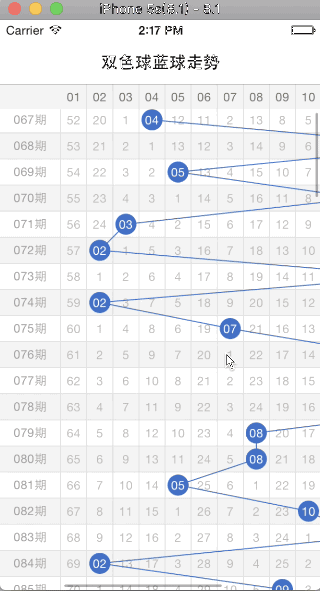 iPhone 5s(8.1) - 8.1
Carrier 2:17 PM
双色球蓝球走势
01 02 03 04 05 06 07 08 09 10
067期 52 20 1 04 12 11 2 13 8 5
068期 53 21 2 1 13 12 3 14 9 6
069期 54 22 3 2 05 13 4 15 10 7
070期 55 23 4 3 1 14 5 16 11 8
071期 56 24 03 4 2 15 6 17 12 9
072期 57 02 1 5 3 16 7 18 13 10
073期 58 1 2 6 4 17 8 19 14 11
074期 59 02 3 7 5 18 9 20 15 12
075期 60 1 4 8 6 19 07 21 16 13
076期 61 2 5 9 7 20 1 22 17 14
077期 62 3 6 10 8 21 2 23 18 15
078期 63 4 7 11 9 22 3 24 19 16
079期 64 5 8 12 10 23 4 08 20 17
080期 65 6 9 13 11 24 5 08 21 18
081期 66 7 10 14 05 25 6 1 22 19
082期 67 8 11 15 1 26 7 2 23 10
083期 68 9 12 16 2 27 8 3 24 1
084期 69 02 13 17 3 28 9 4 25 2
085期 70 1 09